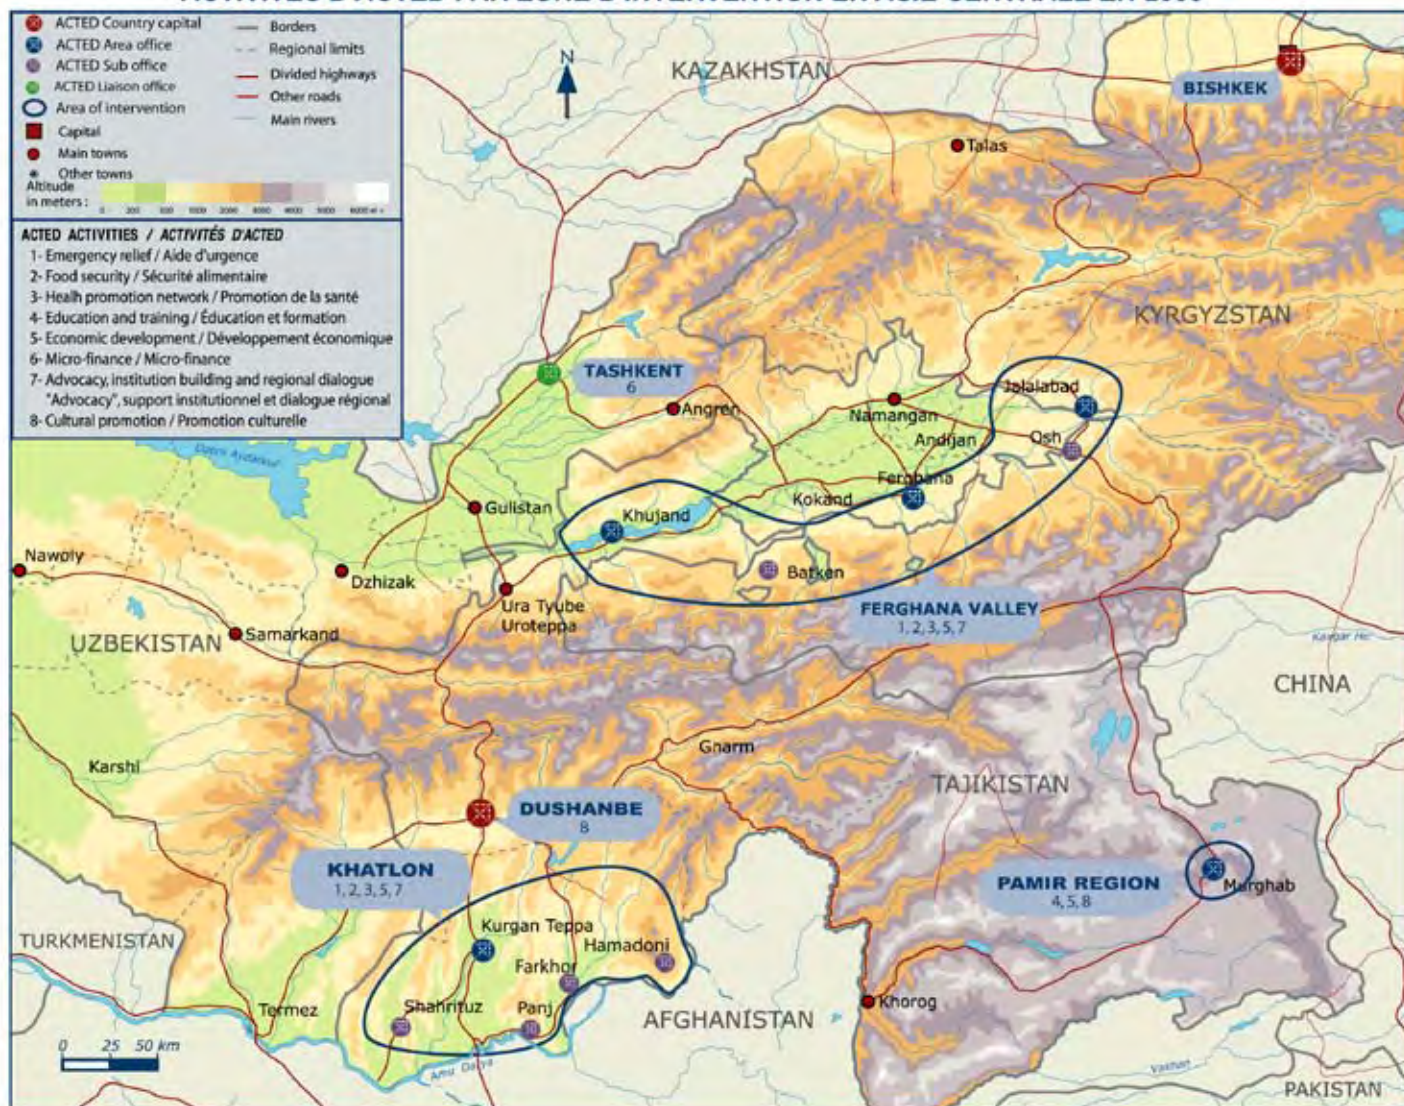 ACTED Country capital
ACTED Area office
ACTED Sub office
ACTED Liaison office
Area of intervention
Capital
Main towns
Other towns
Altitude
in meters :
Borders
Regional limits
Divided highways
Other roads
Main rivers
ACTED ACTIVITIES / ACTIVITÉS D'ACTED
1- Emergency relief / Aide d'urgence
2- Food security / Sécurité alimentaire
3- Healh promotion network / Promotion de la santé
4- Education and training / Éducation et formation
5- Economic development / Développement économique
6- Micro-finance / Micro-finance
7- Advocacy, institution building and regional dialogue
"Advocacy", support institutionnel et dialogue régional
8- Cultural promotion / Promotion culturelle
N
KAZAKHSTAN
BISHKEK
Talas
KYRGYZSTAN
TASHKENT
6
Angren
Namangan
Jalalabad
Andijan
Osh
Ferghana
Kokand
Khujand
Gulistan
Batken
Nawoiy
Dzhizak
Ura Tyube
Uroteppa
FERGHANA VALLEY
1, 2, 3, 5, 7
UZBEKISTAN
Samarkand
CHINA
Karshi
Gharm
TAJIKISTAN
DUSHANBE
8
KHATLON
1, 2, 3, 5, 7
PAMIR REGION
4, 5, 8
Murghab
TURKMENISTAN
Kurgan Teppa
Hamadoni
Farkhor
Shahrituz
Panj
Termez
Khorog
AFGHANISTAN
0 25 50 km
Amu Darya
Vakhan
PAKISTAN